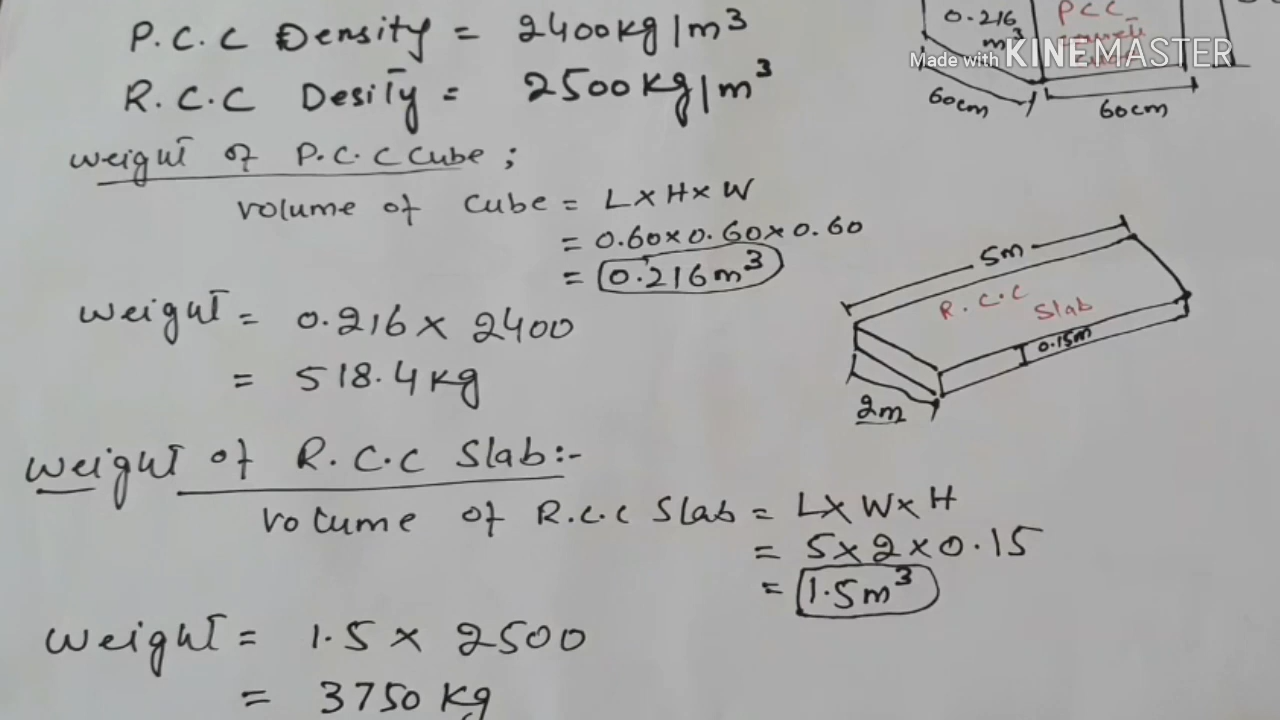 P.C.C Density = 2400kg/m³
R.C.C Desity = 2500kg/m³
weight of P.C.C Cube ;
volume of cube = L×H×W
= 0.60×0.60×0.60
= 0.216m³
weight = 0.216 × 2400
= 518.4kg
weight of R.C.C Slab:-
volume of R.C.C Slab = L×W×H
= 5×2×0.15
= 1.5m³
weight = 1.5 × 2500
= 3750 kg
0.216
m³
PCC
60cm
60cm
Made with KINEMASTER
5m
R.C.C
Slab
0.15m
2m